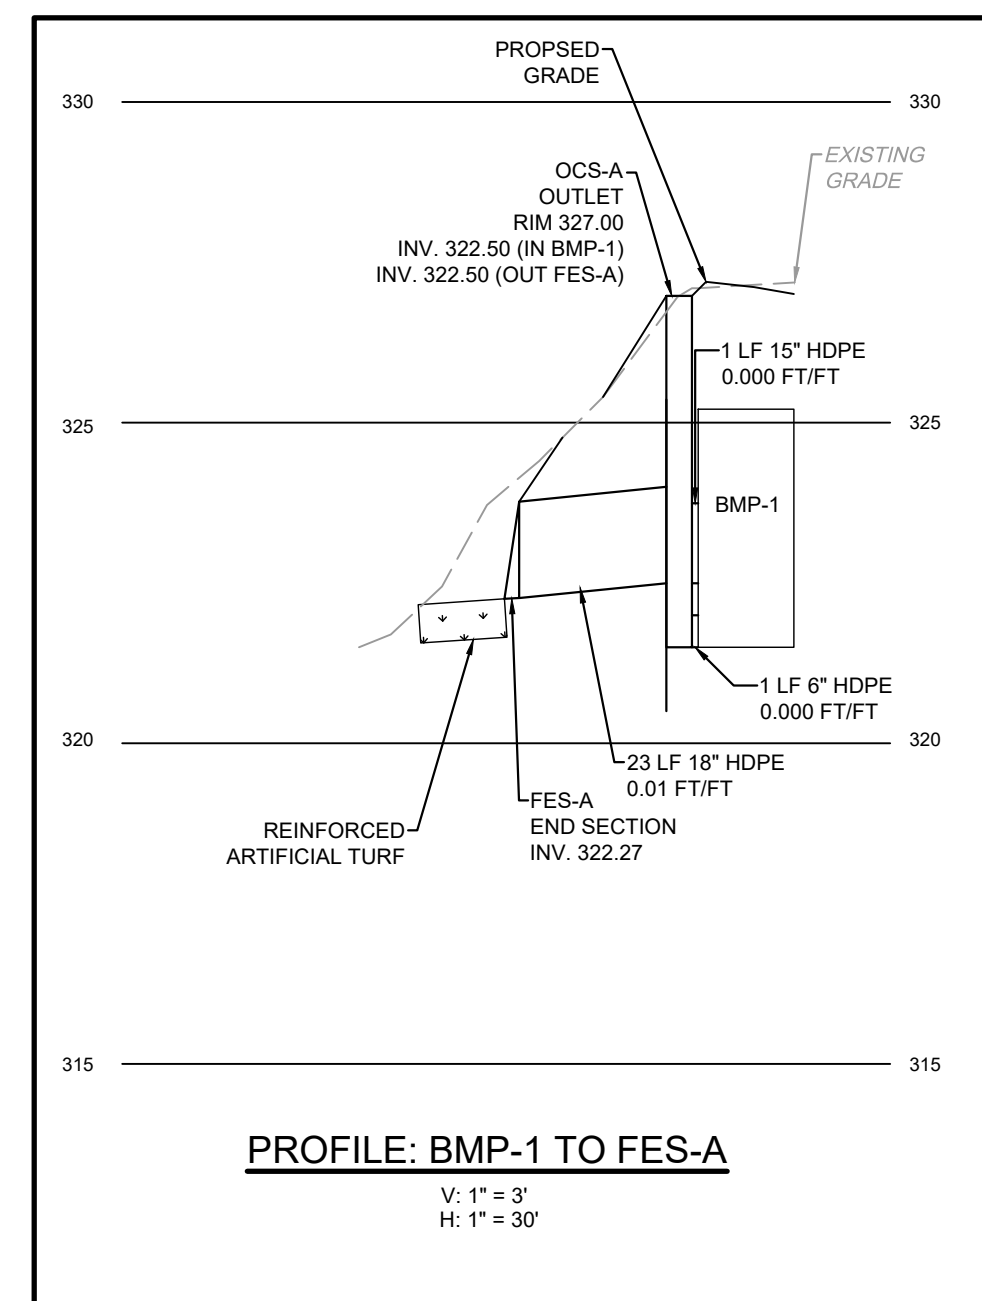 PROPSED
GRADE
330
330
EXISTING
GRADE
OCS-A
OUTLET
RIM 327.00
INV. 322.50 (IN BMP-1)
INV. 322.50 (OUT FES-A)
1 LF 15" HDPE
0.000 FT/FT
325
325
BMP-1
1 LF 6" HDPE
0.000 FT/FT
320
320
23 LF 18" HDPE
0.01 FT/FT
FES-A
END SECTION
INV. 322.27
REINFORCED
ARTIFICIAL TURF
315
315
PROFILE: BMP-1 TO FES-A
V: 1" = 3'
H: 1" = 30'